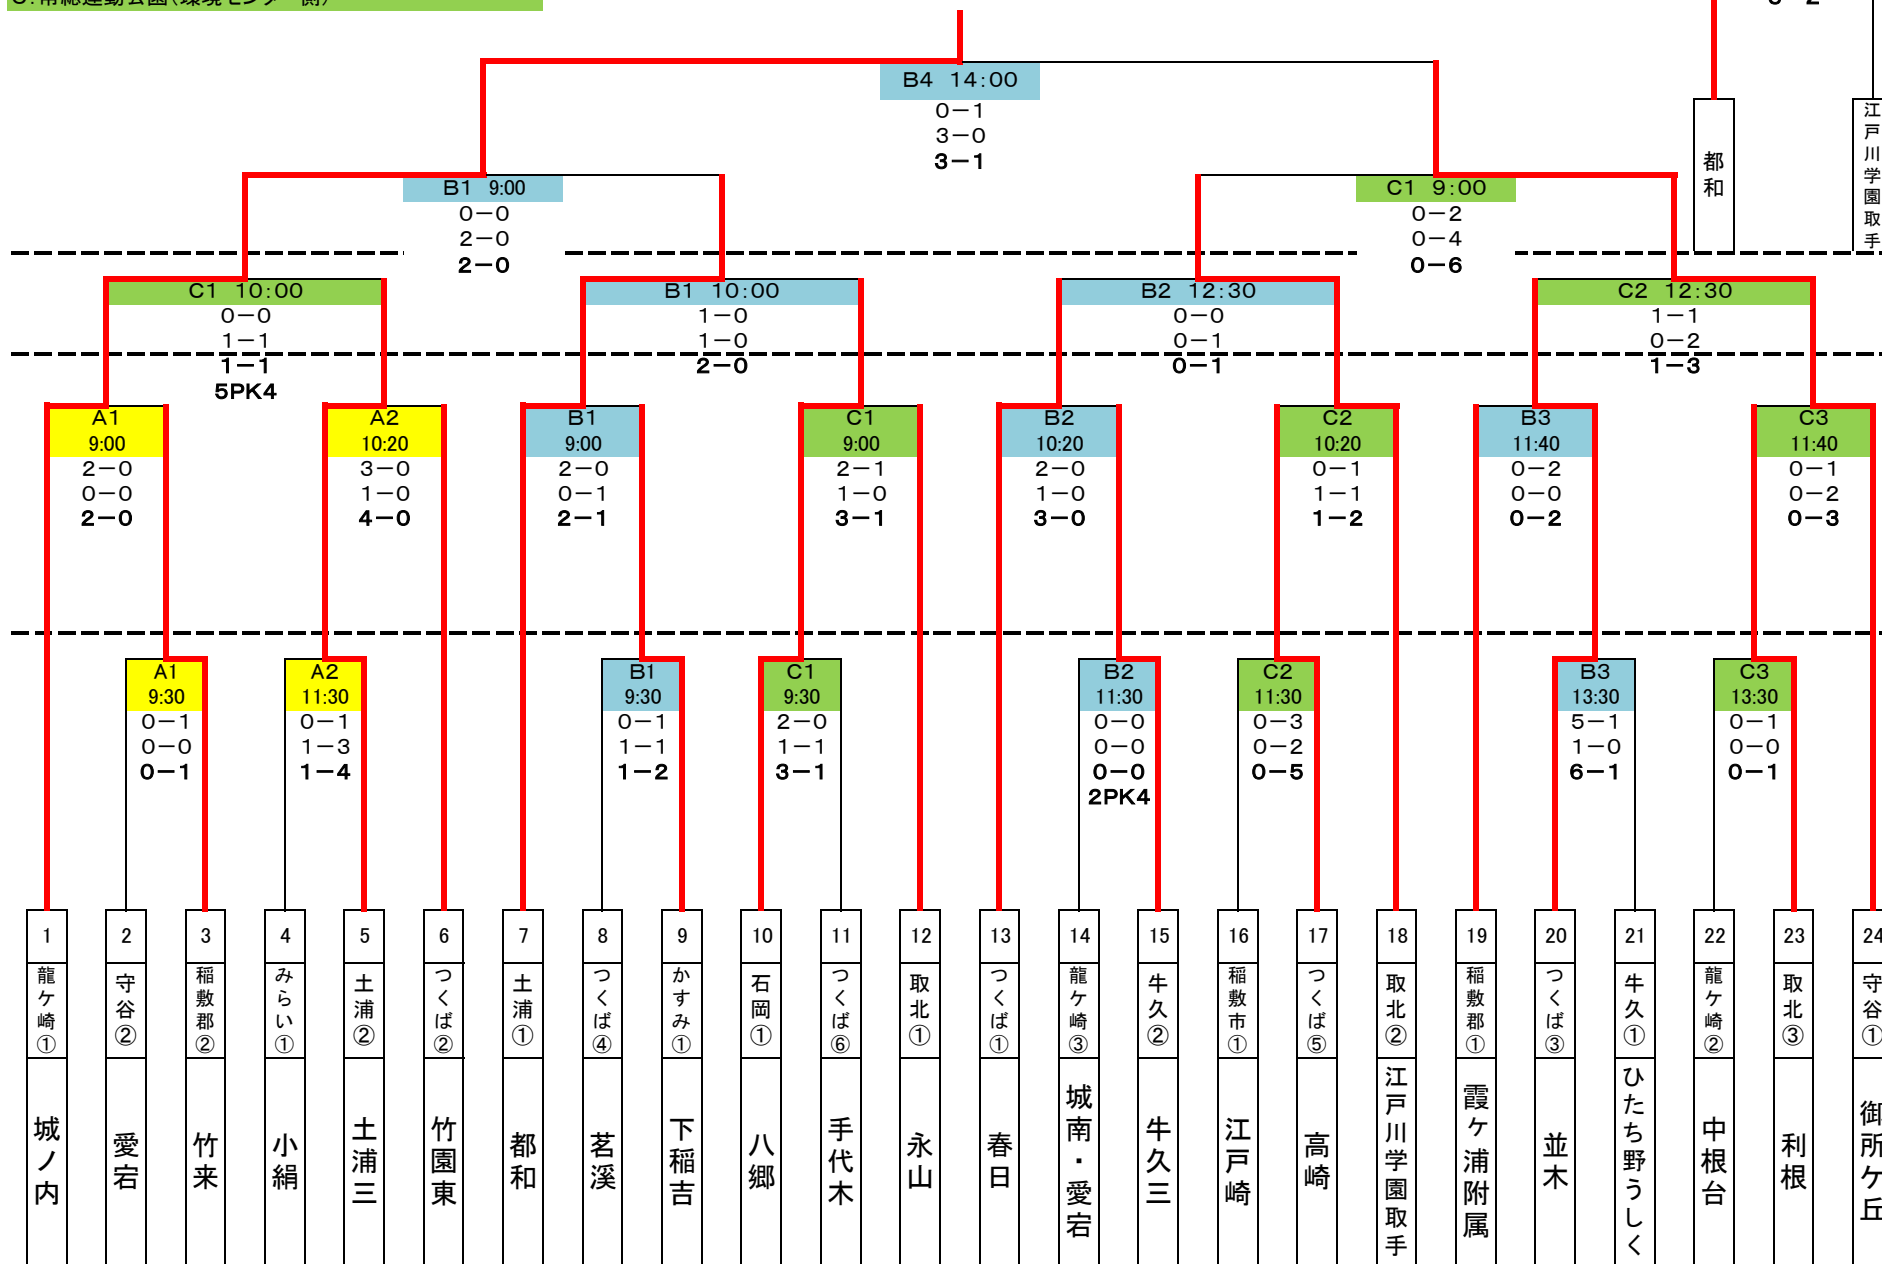 B4 14:00
0－1
3－0
3－1
都和
江戸川学園取手
B1 9:00
0－0
2－0
2－0
C1 9:00
0－2
0－4
0－6
C1 10:00
0－0
1－1
1－1
5PK4
B1 10:00
1－0
1－0
2－0
B2 12:30
0－0
0－1
0－1
C2 12:30
1－1
0－2
1－3
A1
9:00
2－0
0－0
2－0
A2
10:20
3－0
1－0
4－0
B1
9:00
2－0
0－1
2－1
C1
9:00
2－1
1－0
3－1
B2
10:20
2－0
1－0
3－0
C2
10:20
0－1
1－1
1－2
B3
11:40
0－2
0－0
0－2
C3
11:40
0－1
0－2
0－3
A1
9:30
0－1
0－0
0－1
A2
11:30
0－1
1－3
1－4
B1
9:30
0－1
1－1
1－2
C1
9:30
2－0
1－1
3－1
B2
11:30
0－0
0－0
0－0
2PK4
C2
11:30
0－3
0－2
0－5
B3
13:30
5－1
1－0
6－1
C3
13:30
0－1
0－0
0－1
1
龍ケ崎①
城ノ内
2
守谷②
愛宕
3
稲敷郡②
竹来
4
みらい①
小絹
5
土浦②
土浦三
6
つくば②
竹園東
7
土浦①
都和
8
つくば④
茗溪
9
かすみ①
下稲吉
10
石岡①
八郷
11
つくば⑥
手代木
12
取北①
永山
13
つくば①
春日
14
龍ケ崎③
城南・愛宕
15
牛久②
牛久三
16
稲敷市①
江戸崎
17
つくば⑤
高崎
18
取北②
江戸川学園取手
19
稲敷郡①
霞ケ浦附属
20
つくば③
並木
21
牛久①
ひたち野うしく
22
龍ケ崎②
中根台
23
取北③
利根
24
守谷①
御所ケ丘